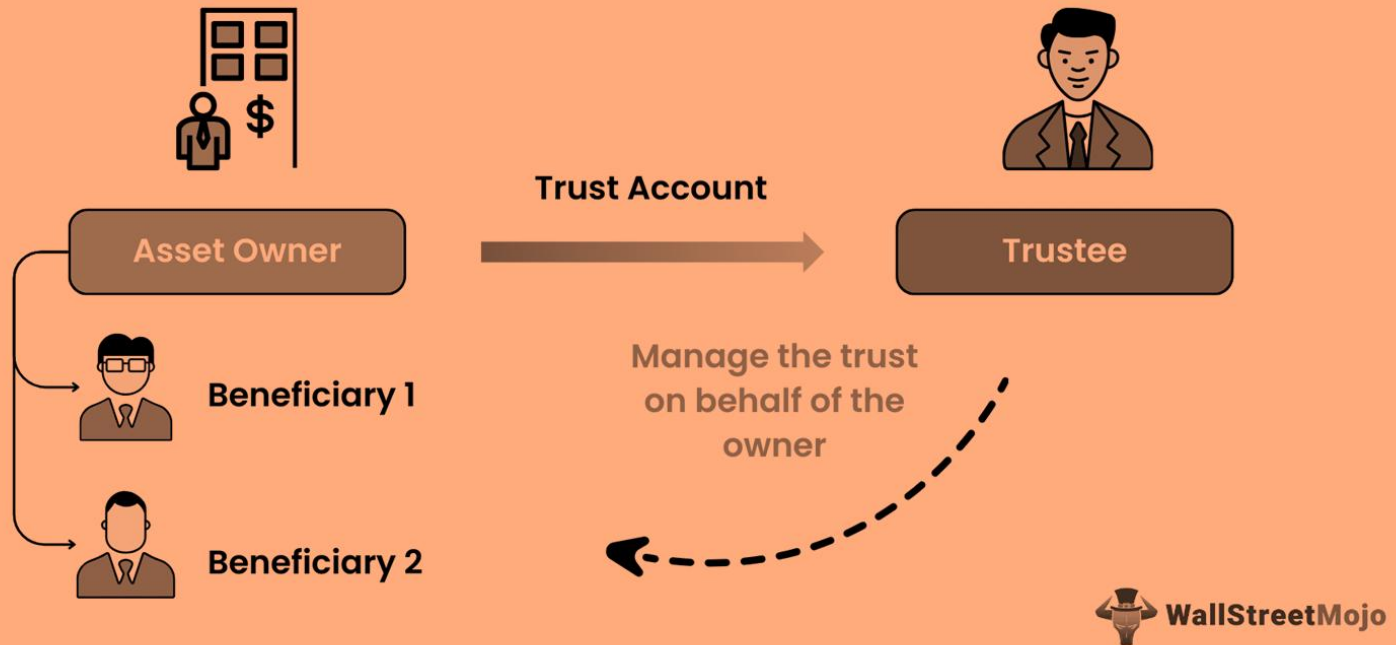 $
Trust Account
Asset Owner
Trustee
Beneficiary 1
Manage the trust
on behalf of the
owner
Beneficiary 2
WallStreetMojo